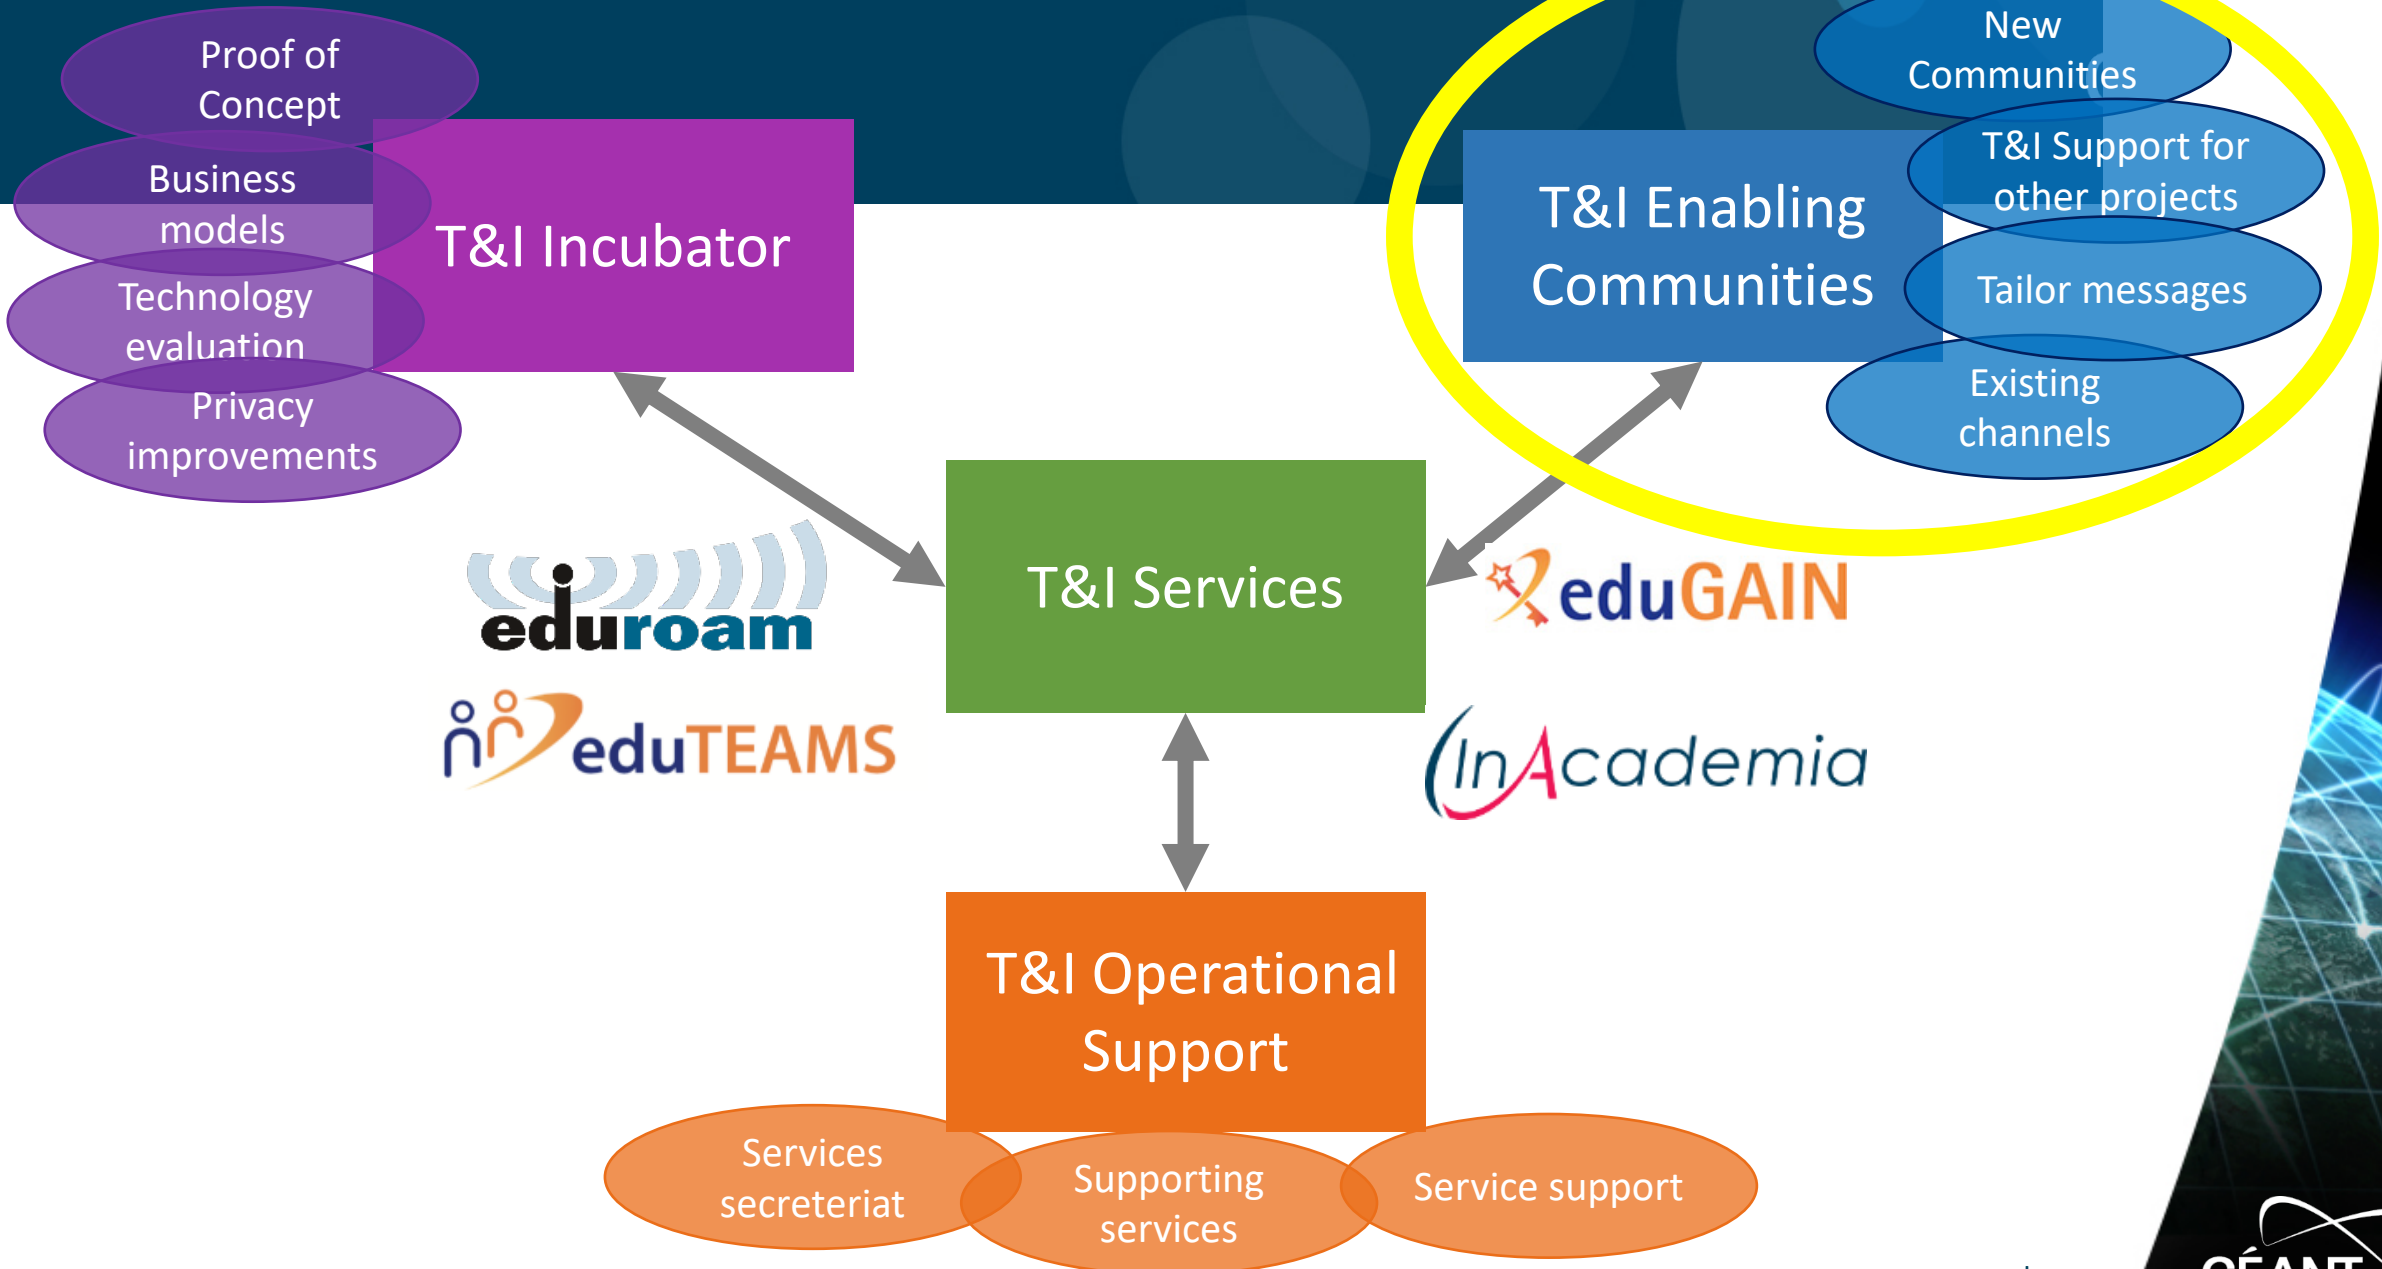 Proof of
Concept
Business
models
Technology
evaluation
Privacy
improvements
T&I Incubator
T&I Enabling
Communities
New
Communities
T&I Support for
other projects
Tailor messages
Existing
channels
T&I Services
eduroam
eduTEAMS
eduGAIN
InAcademia
T&I Operational
Support
Services
secreteriat
Supporting
services
Service support
GÉANT